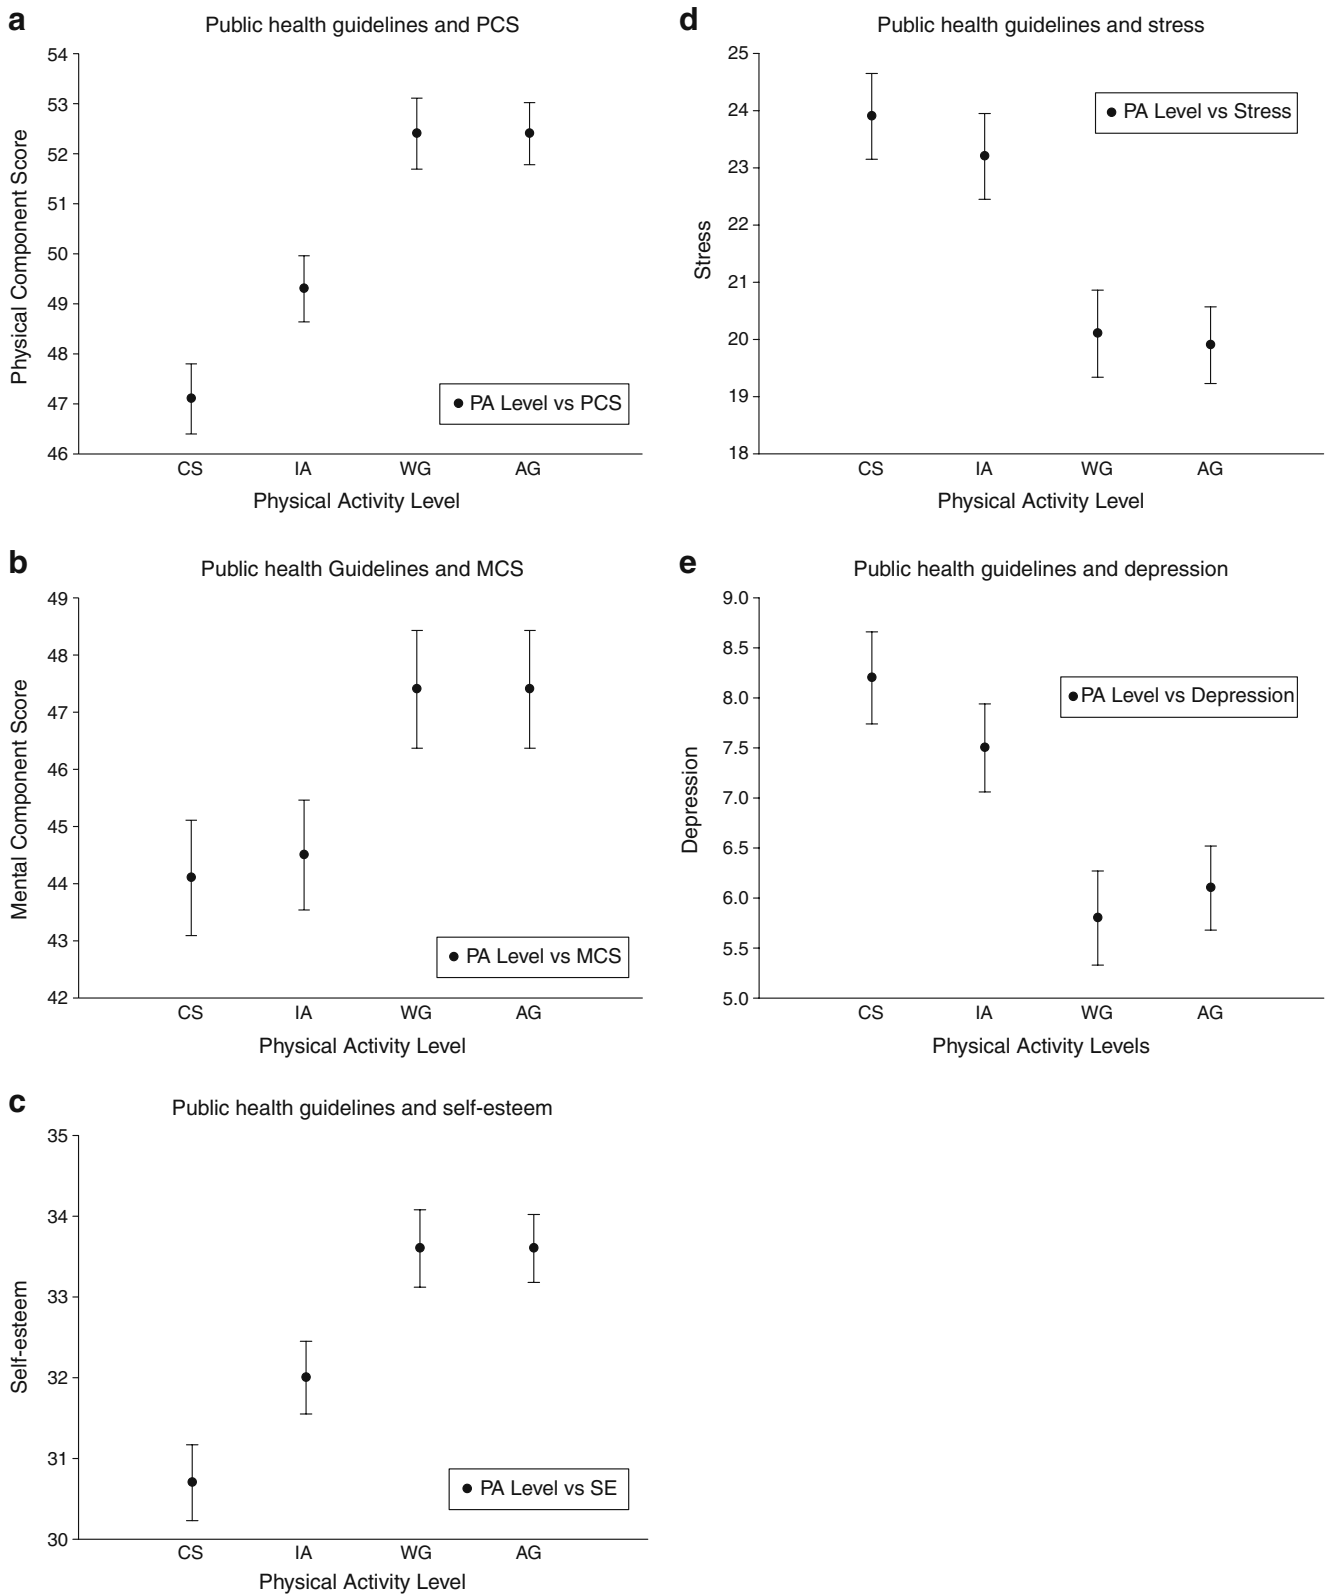 a
Public health guidelines and PCS
Physical Component Score
54
53
52
51
50
49
48
47
46
PA Level vs PCS
CS IA WG AG
Physical Activity Level
b
Public health Guidelines and MCS
Mental Component Score
49
48
47
46
45
44
43
42
PA Level vs MCS
CS IA WG AG
Physical Activity Level
c
Public health guidelines and self-esteem
Self-esteem
35
34
33
32
31
30
PA Level vs SE
CS IA WG AG
Physical Activity Level
d
Public health guidelines and stress
Stress
25
24
23
22
21
20
19
18
PA Level vs Stress
CS IA WG AG
Physical Activity Level
e
Public health guidelines and depression
Depression
9.0
8.5
8.0
7.5
7.0
6.5
6.0
5.5
5.0
PA Level vs Depression
CS IA WG AG
Physical Activity Levels